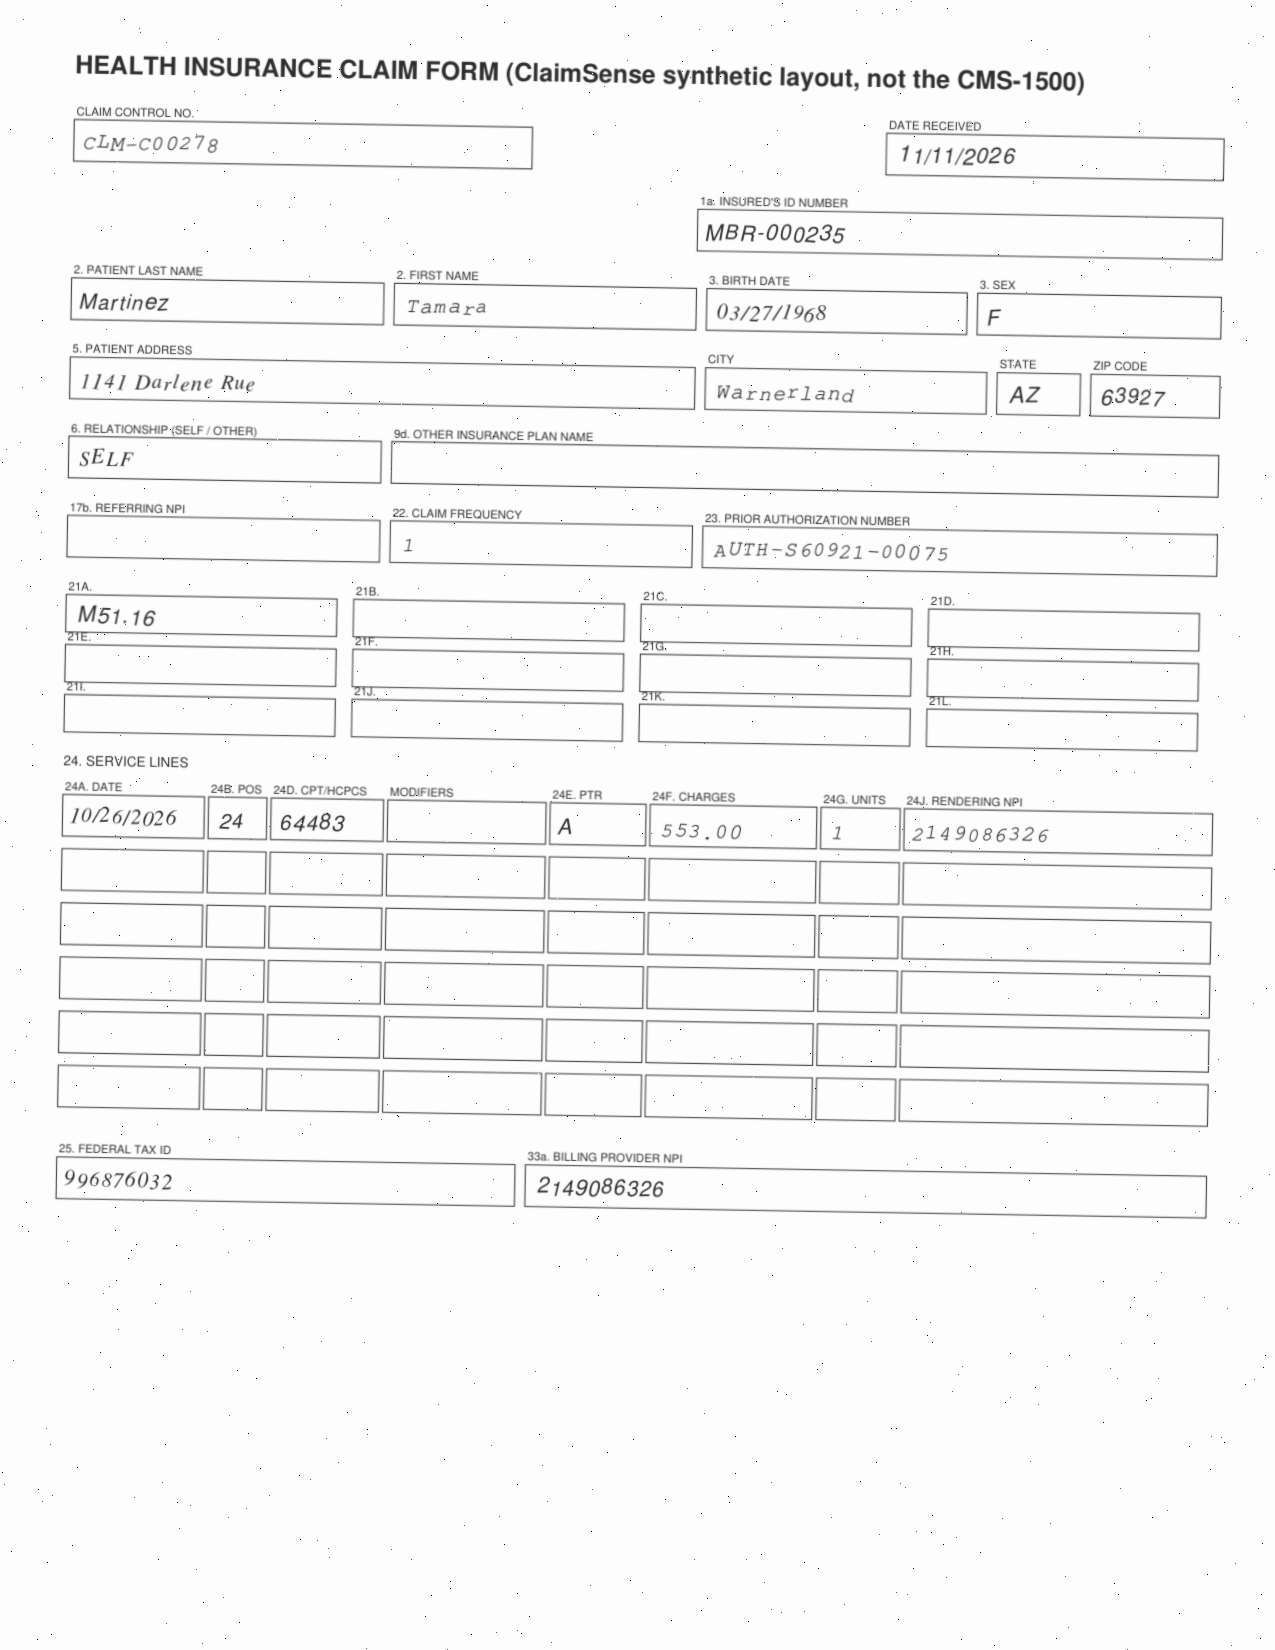 HEALTH INSURANCE CLAIM FORM (ClaimSense synthetic layout, not the CMS-1500)
CLAIM CONTROL NO. DATE RECEIVED
CLM-C00278 11/11/2026
1a. INSURED'S ID NUMBER
MBR-000235
2. PATIENT LAST NAME 2. FIRST NAME 3. BIRTH DATE 3. SEX
Martinez Tamara 03/27/1968 F
5. PATIENT ADDRESS CITY STATE ZIP CODE
1141 Darlene Rue Warnerland AZ 63927
6. RELATIONSHIP (SELF / OTHER) 9d. OTHER INSURANCE PLAN NAME
SELF
17b. REFERRING NPI 22. CLAIM FREQUENCY 23. PRIOR AUTHORIZATION NUMBER
1 AUTH-S60921-00075
21A. 21B. 21C. 21D.
M51.16
21E. 21F. 21G. 21H.
21I. 21J. 21K. 21L.
24. SERVICE LINES
24A. DATE 24B. POS 24D. CPT/HCPCS MODIFIERS 24E. PTR 24F. CHARGES 24G. UNITS 24J. RENDERING NPI
10/26/2026 24 64483 A 553.00 1 2149086326
25. FEDERAL TAX ID 33a. BILLING PROVIDER NPI
996876032 2149086326